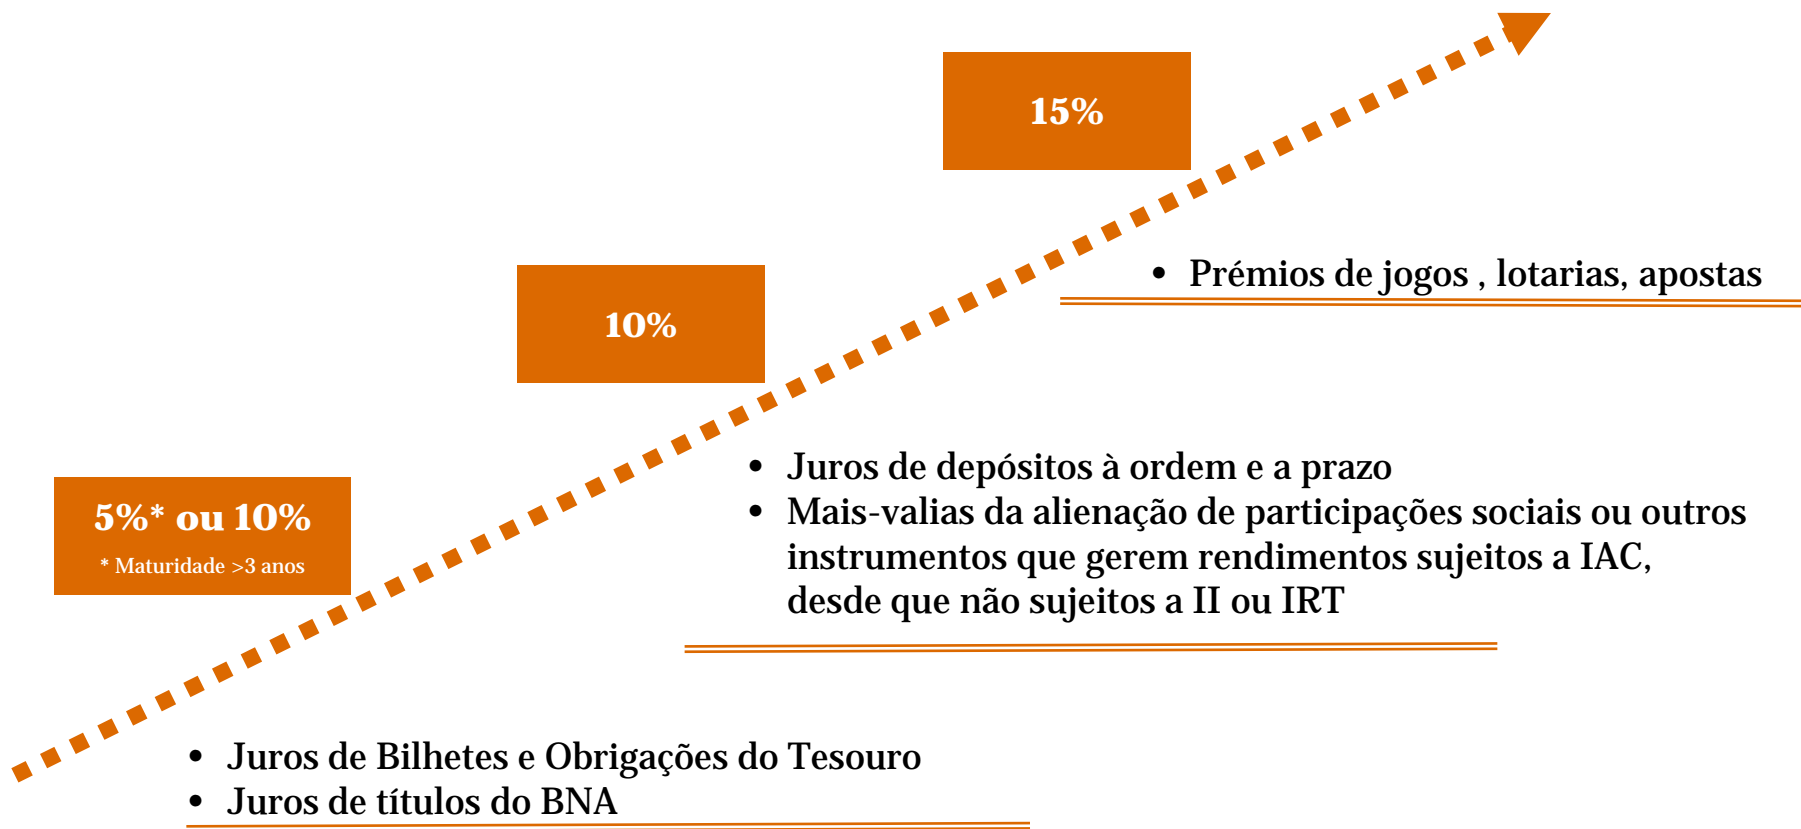 15%
• Prémios de jogos , lotarias, apostas
10%
• Juros de depósitos à ordem e a prazo
• Mais-valias da alienação de participações sociais ou outros
instrumentos que gerem rendimentos sujeitos a IAC,
desde que não sujeitos a II ou IRT
5%* ou 10%
* Maturidade >3 anos
• Juros de Bilhetes e Obrigações do Tesouro
• Juros de títulos do BNA